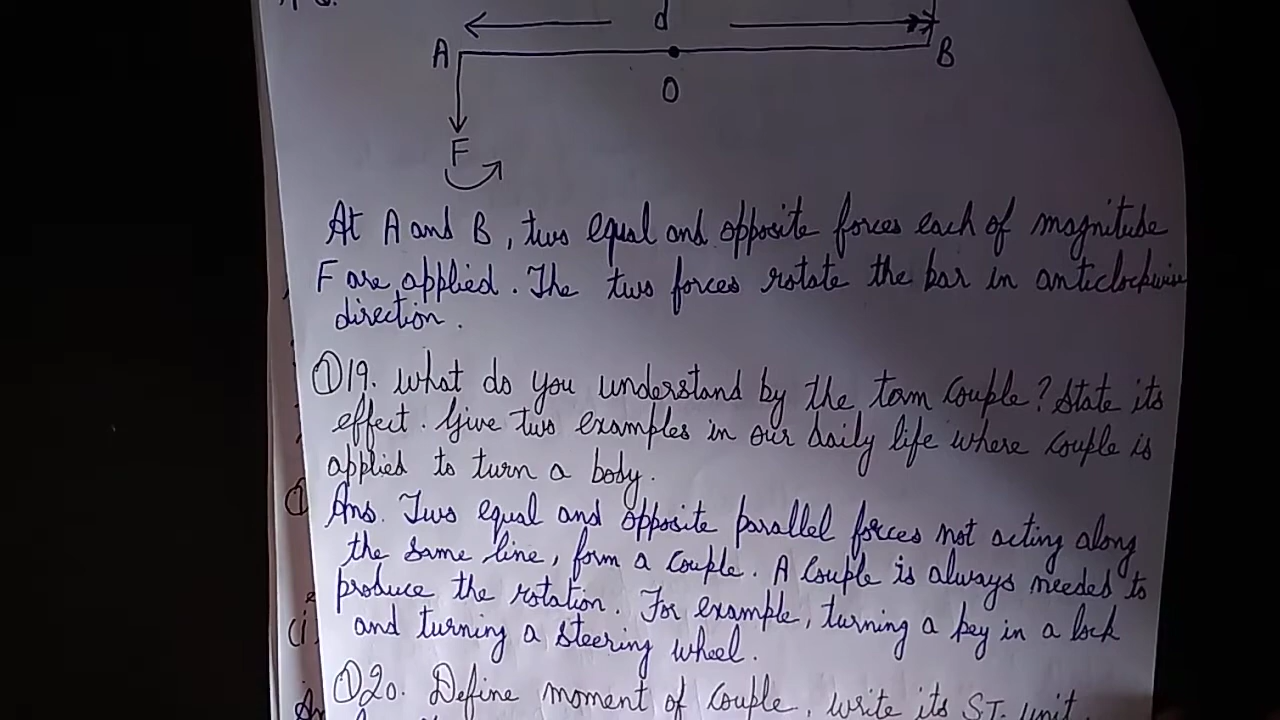 d
A B
O
F
At A and B, two equal and opposite forces each of magnitude
F are applied. The two forces rotate the bar in anticlockwise
direction.
Q19. What do you understand by the term couple? State its
effect. Give two examples in our daily life where couple is
applied to turn a body.
Ans. Two equal and opposite parallel forces not acting along
the same line, form a couple. A couple is always needed to
produce the rotation. For example, turning a key in a lock
and turning a steering wheel.
Q20. Define moment of couple, write its S.I. unit.